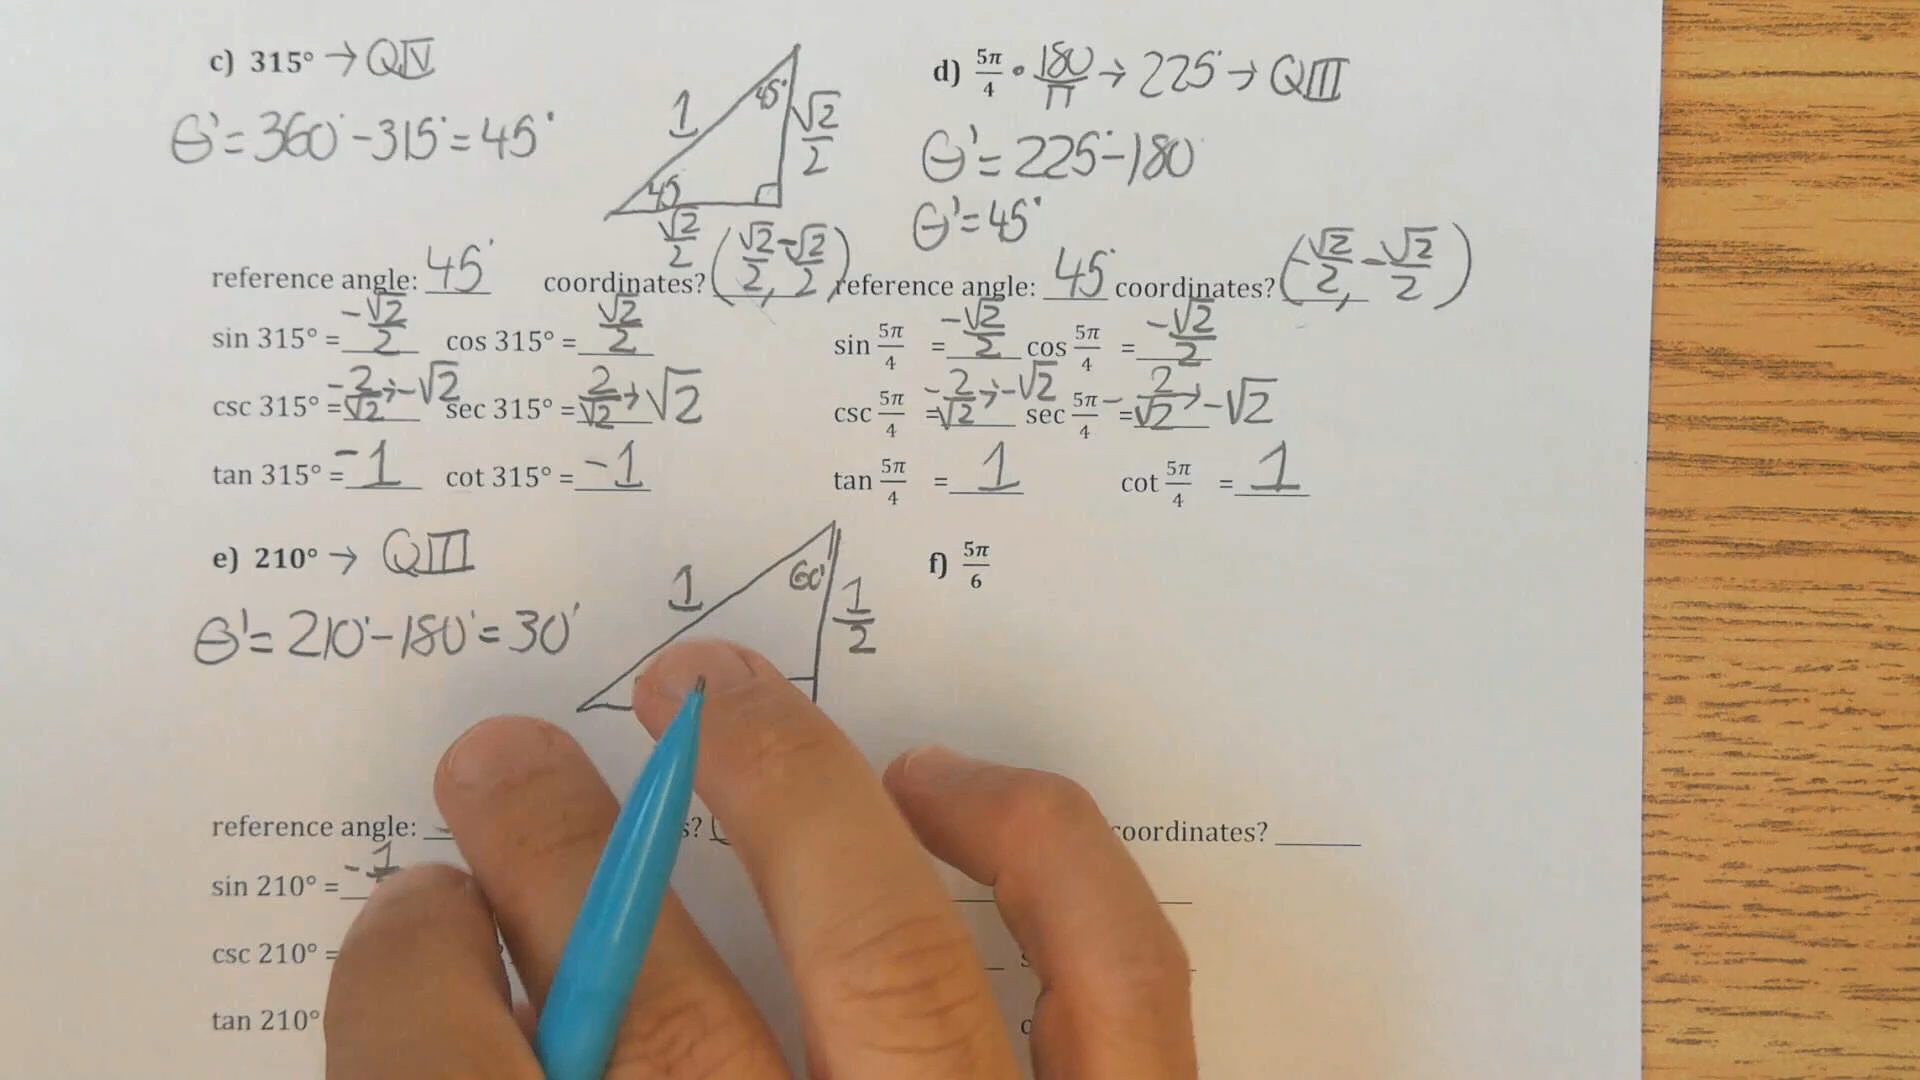 c) 315° → QIV
θ' = 360° - 315° = 45°
1
45°
√2/2
45
√2/2
reference angle: 45° coordinates? (√2/2, -√2/2)
sin 315° = -√2/2 cos 315° = √2/2
csc 315° = -2/√2 → -√2 sec 315° = 2/√2 → √2
tan 315° = -1 cot 315° = -1
d) 5π/4 • 180/π → 225° → QIII
θ' = 225° - 180
θ' = 45°
reference angle: 45° coordinates? (-√2/2, -√2/2)
sin 5π/4 = -√2/2 cos 5π/4 = -√2/2
csc 5π/4 = -2/√2 → -√2 sec 5π/4 = -2/√2 → -√2
tan 5π/4 = 1 cot 5π/4 = 1
e) 210° → QIII
θ' = 210° - 180° = 30°
1
60°
1/2
reference angle:
sin 210° = -1
csc 210° =
tan 210°
f) 5π/6
coordinates?